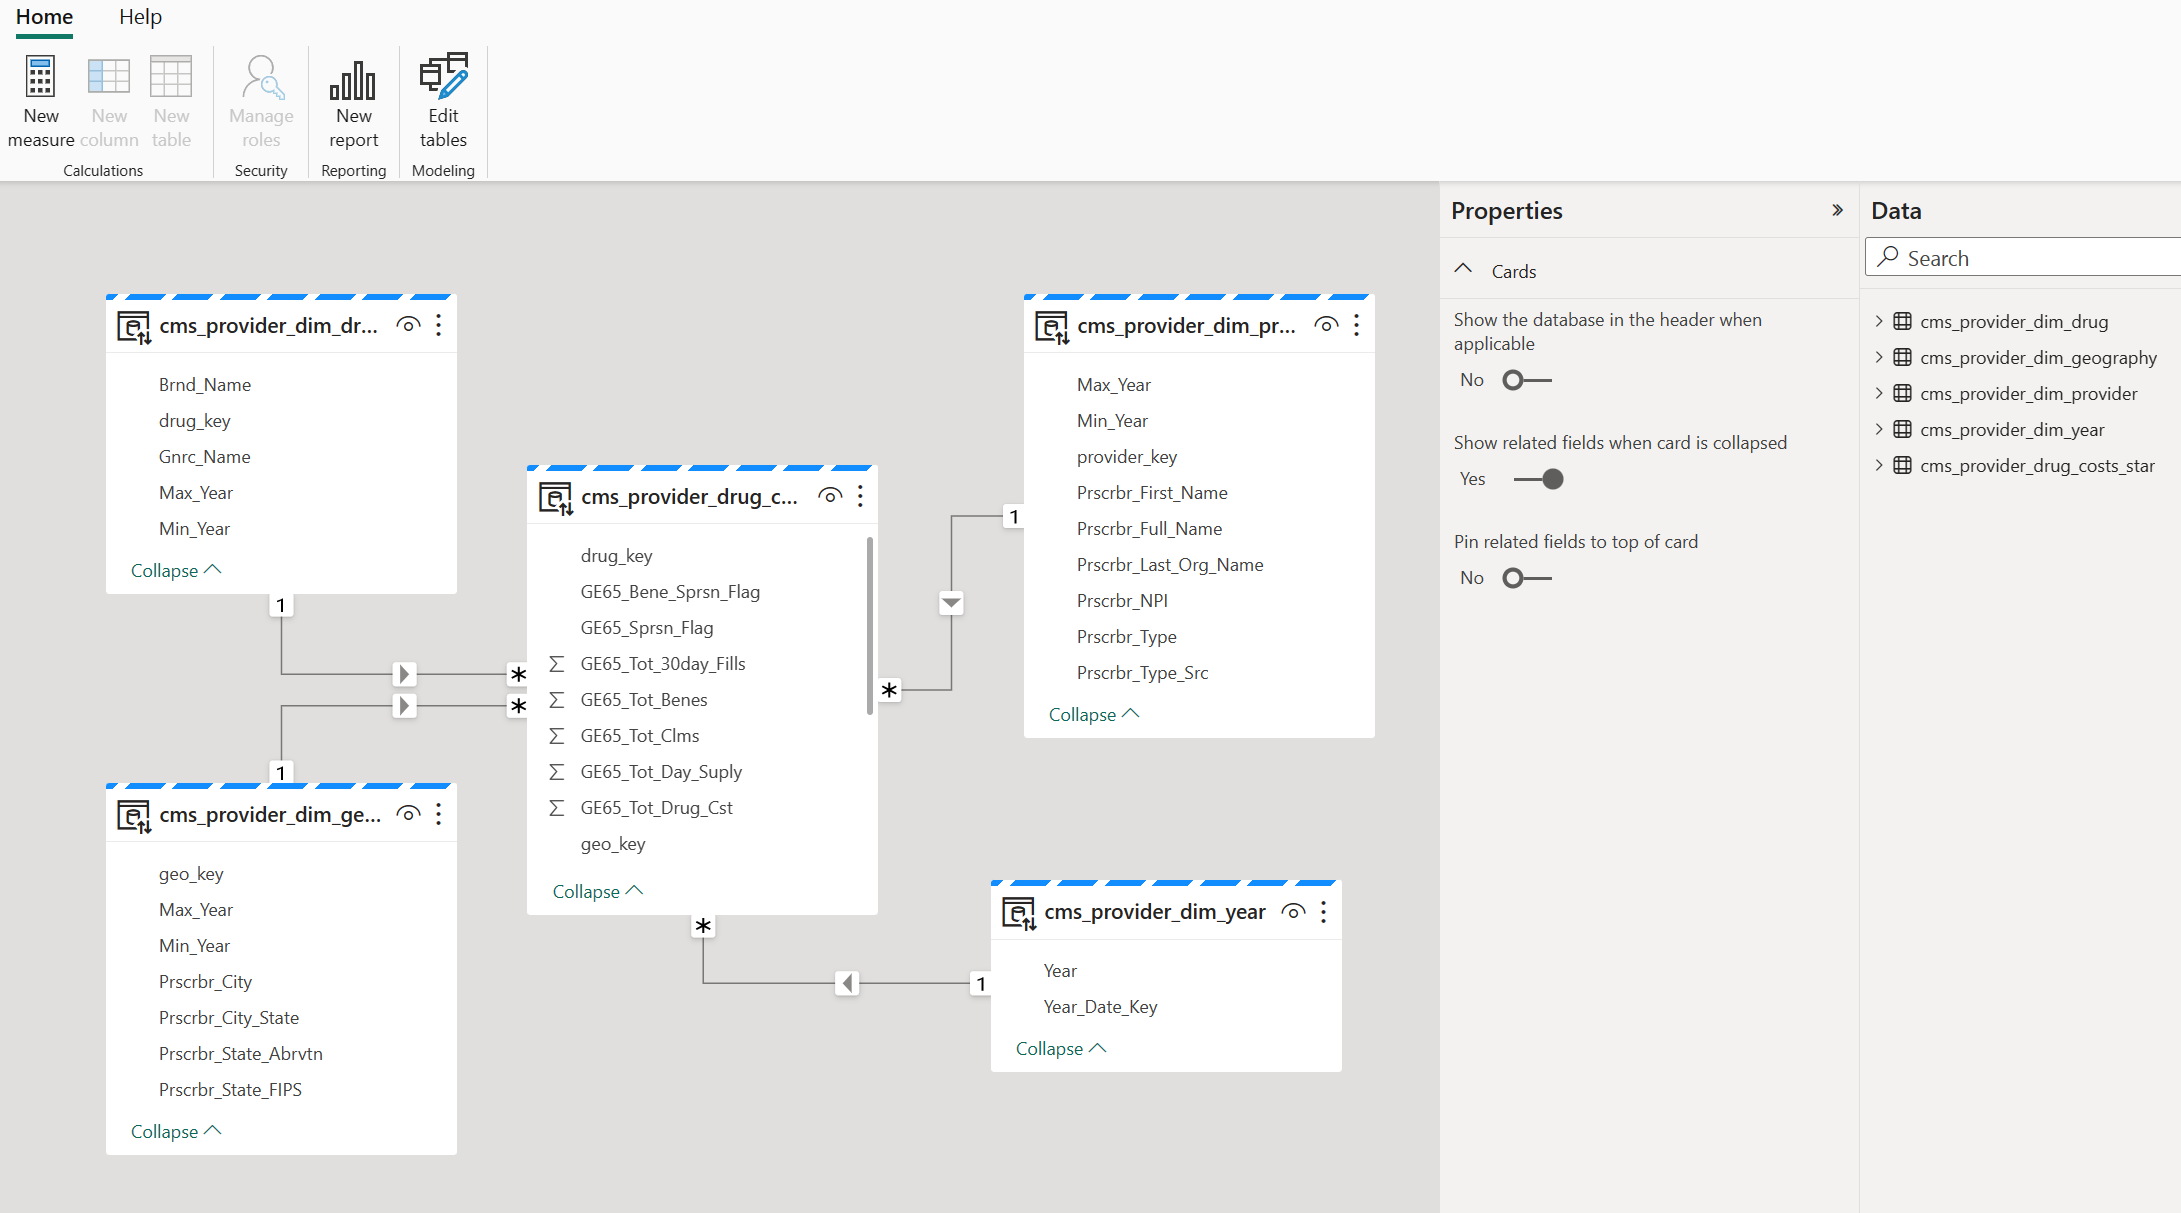 Home Help
New measure
New column
New table
Manage roles
New report
Edit tables
Calculations Security Reporting Modeling
cms_provider_dim_dr...
Brnd_Name
drug_key
Gnrc_Name
Max_Year
Min_Year
Collapse
1
*
*
1
cms_provider_dim_ge...
geo_key
Max_Year
Min_Year
Prscrbr_City
Prscrbr_City_State
Prscrbr_State_Abrvtn
Prscrbr_State_FIPS
Collapse
cms_provider_drug_c...
drug_key
GE65_Bene_Sprsn_Flag
GE65_Sprsn_Flag
∑ GE65_Tot_30day_Fills
∑ GE65_Tot_Benes
∑ GE65_Tot_Clms
∑ GE65_Tot_Day_Suply
∑ GE65_Tot_Drug_Cst
geo_key
Collapse
*
*
1
cms_provider_dim_pr...
Max_Year
Min_Year
provider_key
Prscrbr_First_Name
Prscrbr_Full_Name
Prscrbr_Last_Org_Name
Prscrbr_NPI
Prscrbr_Type
Prscrbr_Type_Src
Collapse
1
cms_provider_dim_year
Year
Year_Date_Key
Collapse
Properties
Cards
Show the database in the header when
applicable
No
Show related fields when card is collapsed
Yes
Pin related fields to top of card
No
Data
Search
cms_provider_dim_drug
cms_provider_dim_geography
cms_provider_dim_provider
cms_provider_dim_year
cms_provider_drug_costs_star